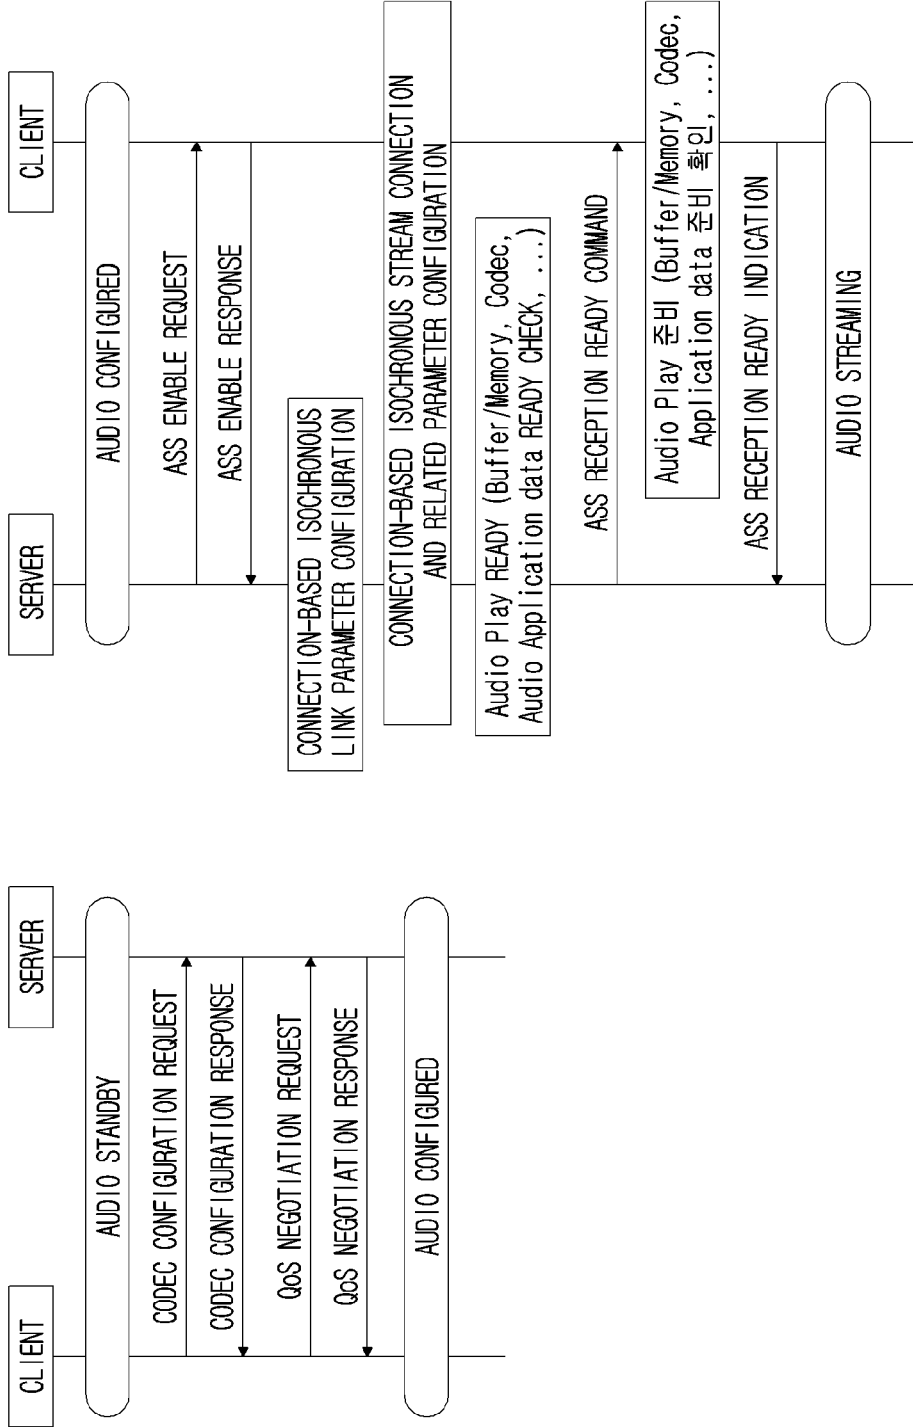 CLIENT
SERVER
AUDIO STANDBY
CODEC CONFIGURATION REQUEST
CODEC CONFIGURATION RESPONSE
QoS NEGOTIATION REQUEST
QoS NEGOTIATION RESPONSE
AUDIO CONFIGURED
SERVER
CLIENT
AUDIO CONFIGURED
ASS ENABLE REQUEST
ASS ENABLE RESPONSE
CONNECTION-BASED ISOCHRONOUS
LINK PARAMETER CONFIGURATION
CONNECTION-BASED ISOCHRONOUS STREAM CONNECTION
AND RELATED PARAMETER CONFIGURATION
Audio Play READY (Buffer/Memory, Codec,
Audio Application data READY CHECK, ...)
ASS RECEPTION READY COMMAND
Audio Play 준비 (Buffer/Memory, Codec,
Application data 준비 확인, ...)
ASS RECEPTION READY INDICATION
AUDIO STREAMING